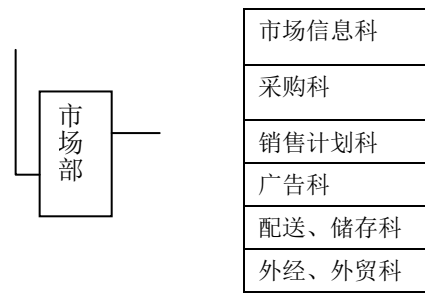 市场部
市场信息科
采购科
销售计划科
广告科
配送、储存科
外经、外贸科